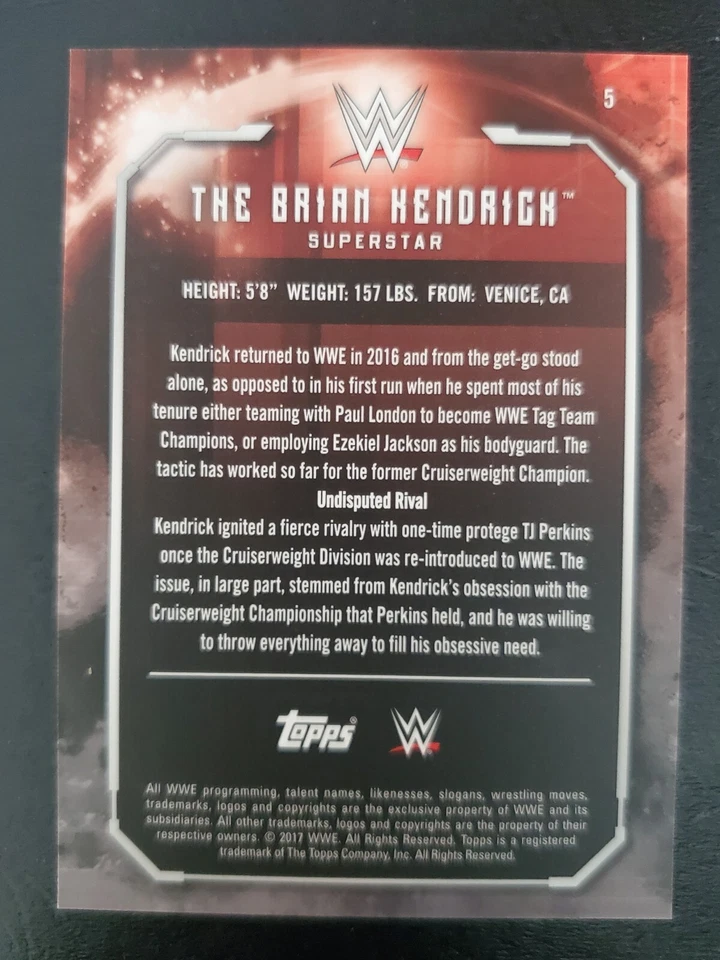 W
5
THE BRIAN KENDRICK™
SUPERSTAR
HEIGHT: 5'8" WEIGHT: 157 LBS. FROM: VENICE, CA
Kendrick returned to WWE in 2016 and from the get-go stood
alone, as opposed to in his first run when he spent most of his
tenure either teaming with Paul London to become WWE Tag Team
Champions, or employing Ezekiel Jackson as his bodyguard. The
tactic has worked so far for the former Cruiserweight Champion.
Undisputed Rival
Kendrick ignited a fierce rivalry with one-time protege TJ Perkins
once the Cruiserweight Division was re-introduced to WWE. The
issue, in large part, stemmed from Kendrick's obsession with the
Cruiserweight Championship that Perkins held, and he was willing
to throw everything away to fill his obsessive need.
Topps® W
All WWE programming, talent names, likenesses, slogans, wrestling moves,
trademarks, logos and copyrights are the exclusive property of WWE and its
subsidiaries. All other trademarks, logos and copyrights are the property of their
respective owners. © 2017 WWE. All Rights Reserved. Topps is a registered
trademark of The Topps Company, Inc. All Rights Reserved.